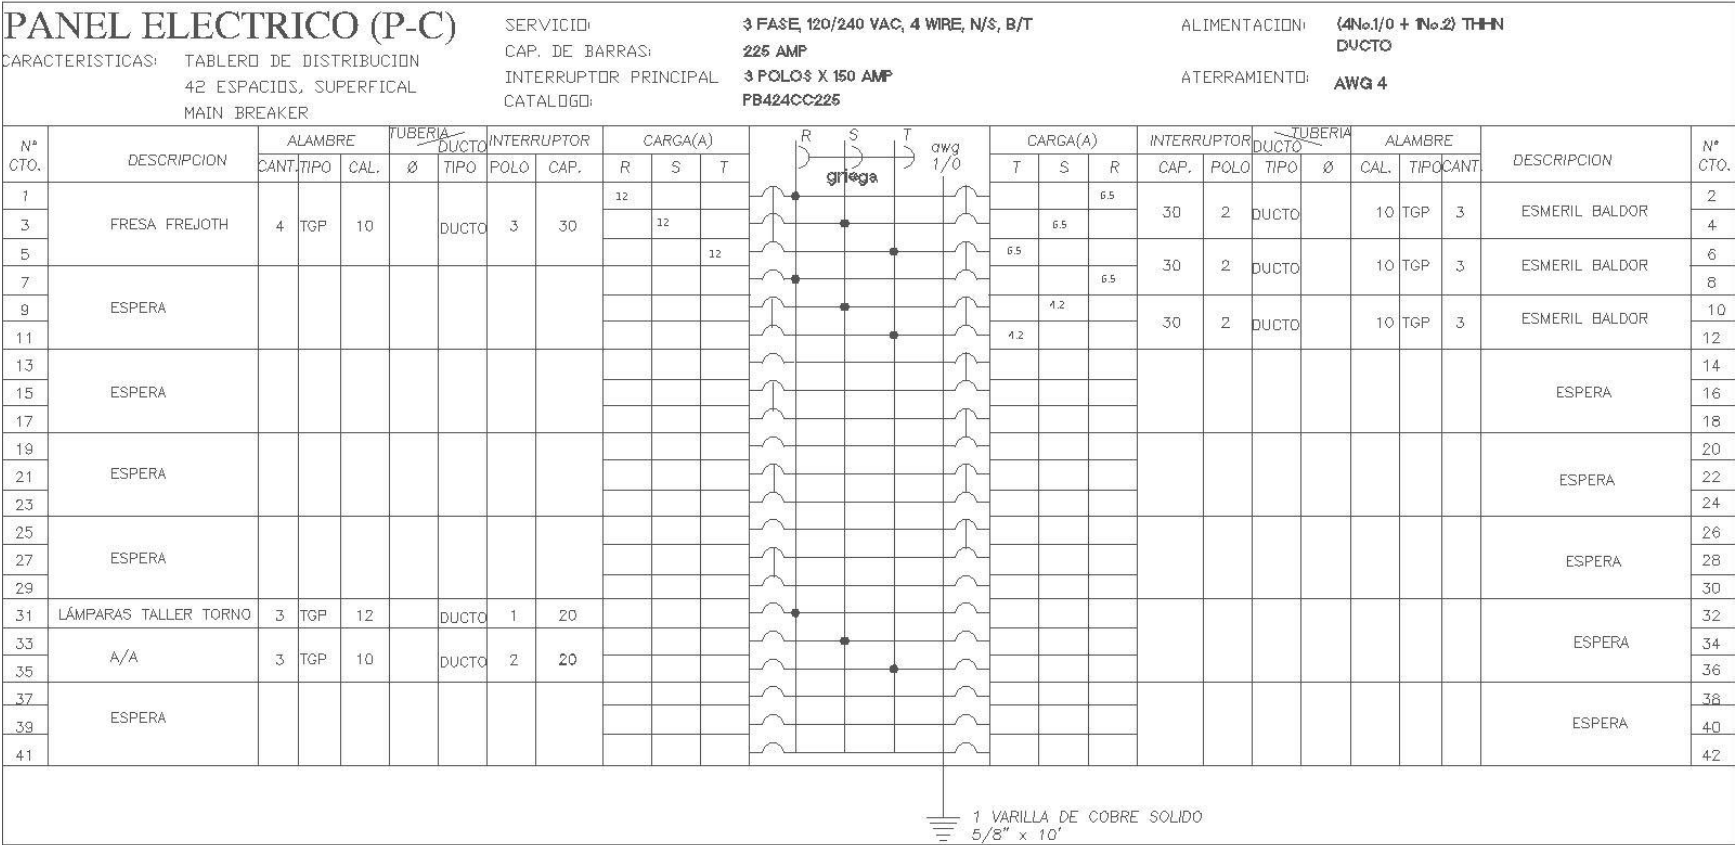 PANEL ELECTRICO (P-C)
CARACTERISTICAS: TABLERO DE DISTRIBUCION
42 ESPACIOS, SUPERFICAL
MAIN BREAKER
SERVICIO: 3 FASE, 120/240 VAC, 4 WIRE, N/S, B/T
CAP. DE BARRAS: 225 AMP
INTERRUPTOR PRINCIPAL 3 POLOS X 150 AMP
CATALOGO: PB424CC225
ALIMENTACION: (4No.1/0 + 1No.2) THHN
DUCTO
ATERRAMIENTO: AWG 4
N° CTO. DESCRIPCION ALAMBRE TUBERIA DUCTO INTERRUPTOR CARGA(A) R S T awg 1/0 CARGA(A) INTERRUPTOR TUBERIA DUCTO ALAMBRE DESCRIPCION N° CTO.
CANT. TIPO CAL. Ø TIPO POLO CAP. R S T griega T S R CAP. POLO TIPO Ø CAL. TIPO CANT.
1 12 6.5 2
30 2 DUCTO 10 TGP 3 ESMERIL BALDOR
3 FRESA FREJOTH 4 TGP 10 DUCTO 3 30 12 6.5 4
5 12 6.5 6
30 2 DUCTO 10 TGP 3 ESMERIL BALDOR
7 6.5 8
9 ESPERA 4.2 10
30 2 DUCTO 10 TGP 3 ESMERIL BALDOR
11 4.2 12
13 14
15 ESPERA ESPERA 16
17 18
19 20
21 ESPERA ESPERA 22
23 24
25 26
27 ESPERA ESPERA 28
29 30
31 LÁMPARAS TALLER TORNO 3 TGP 12 DUCTO 1 20 32
33 ESPERA 34
A/A 3 TGP 10 DUCTO 2 20
35 36
37 38
39 ESPERA ESPERA 40
41 42
1 VARILLA DE COBRE SOLIDO
5/8" x 10'